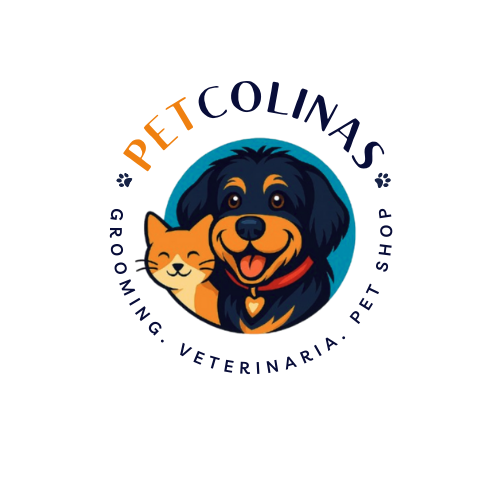 PETCOLINAS
GROOMING. VETERINARIA. PET SHOP